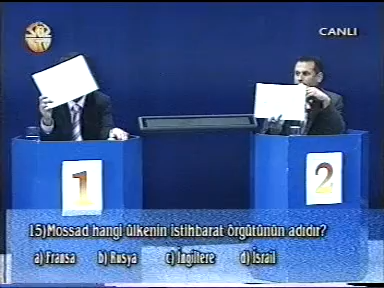 CANLI
1
2
15)Mossad hangi ülkenin istihbarat örgütünün adıdır?
a) Fransa b) Rusya c) İngiltere d) İsrail